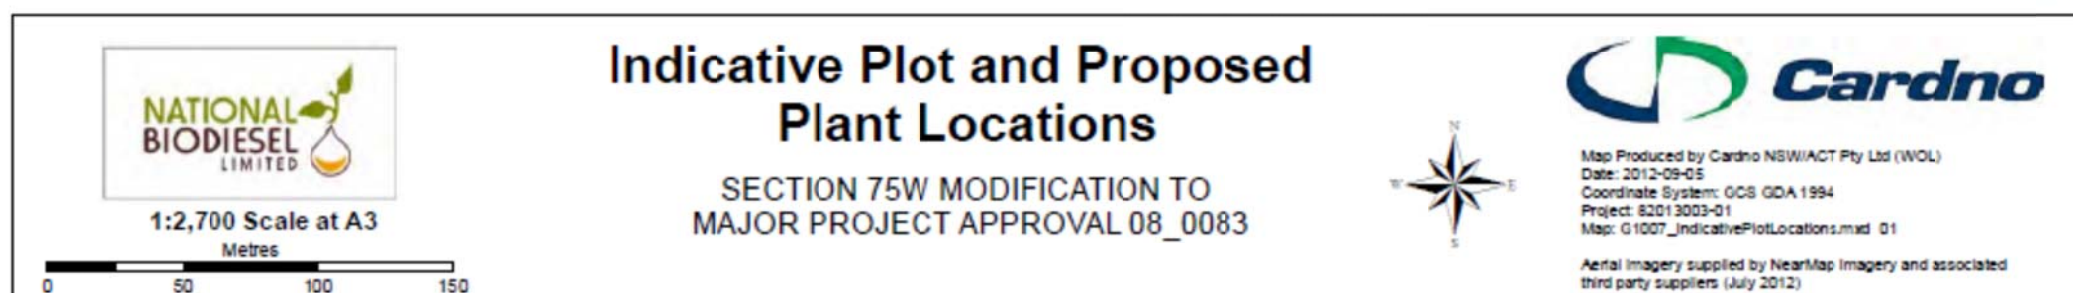 NATIONAL
BIODIESEL
LIMITED
1:2,700 Scale at A3
Metres
0 50 100 150
Indicative Plot and Proposed
Plant Locations
SECTION 75W MODIFICATION TO
MAJOR PROJECT APPROVAL 08_0083
N
W E
S
Cardno
Map Produced by Cardno NSW/ACT Pty Ltd (WOL)
Date: 2012-09-05
Coordinate System: GCS GDA 1994
Project: 82013003-01
Map: G1007_IndicativePlotLocations.mxd 01
Aerial Imagery supplied by NearMap Imagery and associated
third party suppliers (July 2012)